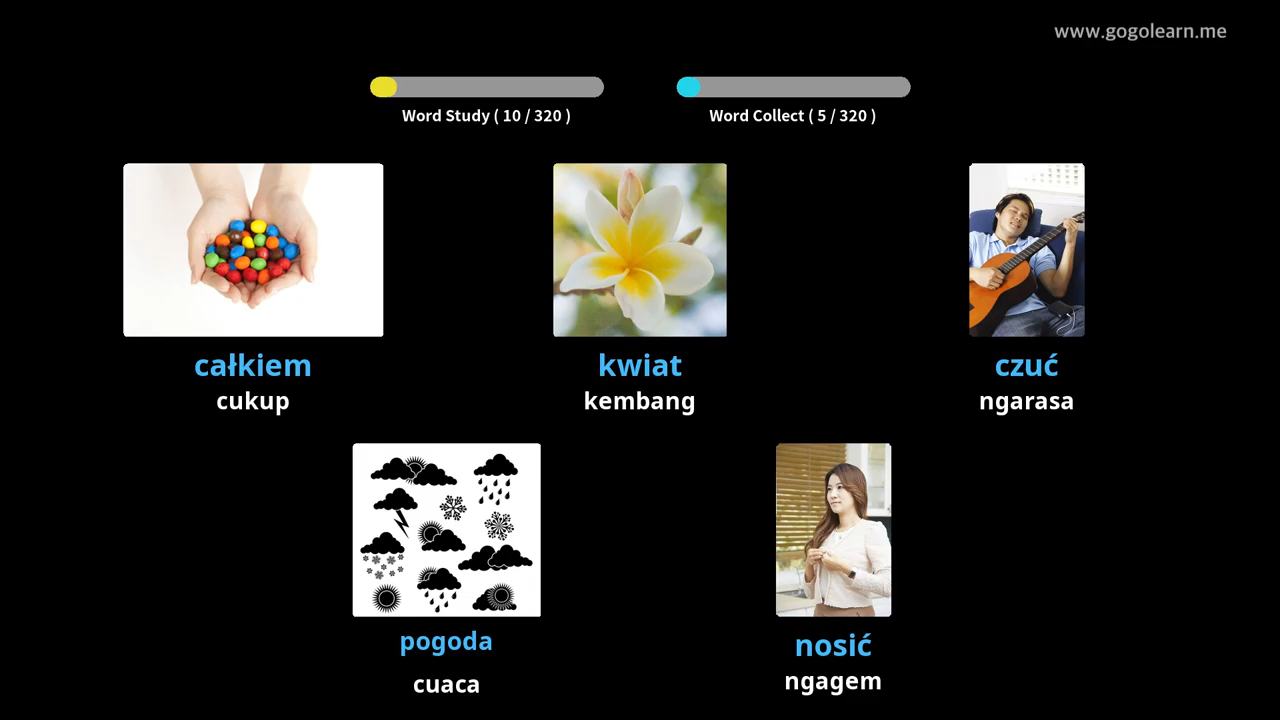 www.gogolearn.me
Word Study ( 10 / 320 )
Word Collect ( 5 / 320 )
całkiem
cukup
kwiat
kembang
czuć
ngarasa
pogoda
cuaca
nosić
ngagem